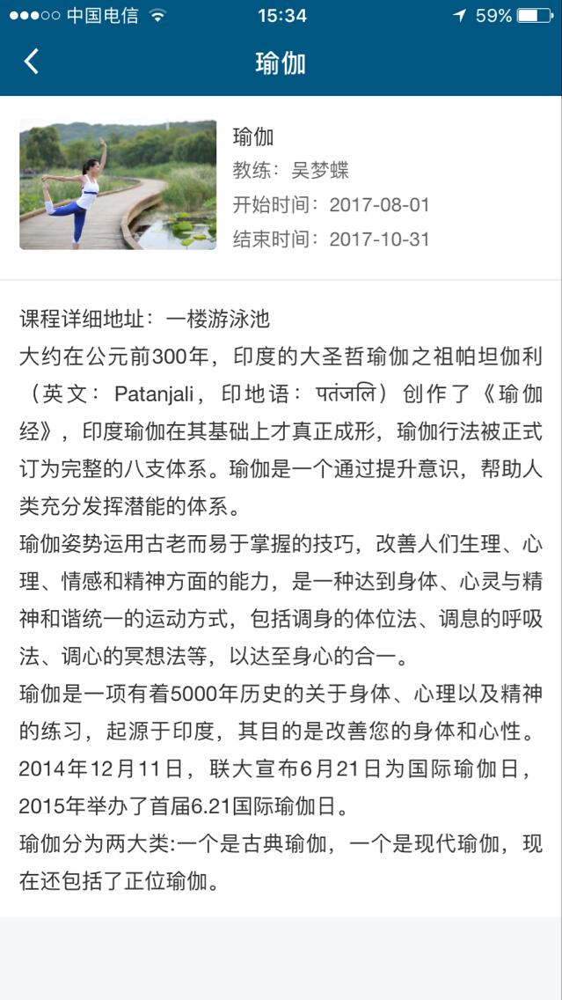 中国电信 15:34 59%
瑜伽
瑜伽
教练：吴梦蝶
开始时间：2017-08-01
结束时间：2017-10-31
课程详细地址：一楼游泳池
大约在公元前300年，印度的大圣哲瑜伽之祖帕坦伽利
（英文：Patanjali，印地语：पतंजलि）创作了《瑜伽
经》，印度瑜伽在其基础上才真正成形，瑜伽行法被正式
订为完整的八支体系。瑜伽是一个通过提升意识，帮助人
类充分发挥潜能的体系。
瑜伽姿势运用古老而易于掌握的技巧，改善人们生理、心
理、情感和精神方面的能力，是一种达到身体、心灵与精
神和谐统一的运动方式，包括调身的体位法、调息的呼吸
法、调心的冥想法等，以达至身心的合一。
瑜伽是一项有着5000年历史的关于身体、心理以及精神
的练习，起源于印度，其目的是改善您的身体和心性。
2014年12月11日，联大宣布6月21日为国际瑜伽日，
2015年举办了首届6.21国际瑜伽日。
瑜伽分为两大类:一个是古典瑜伽，一个是现代瑜伽，现
在还包括了正位瑜伽。